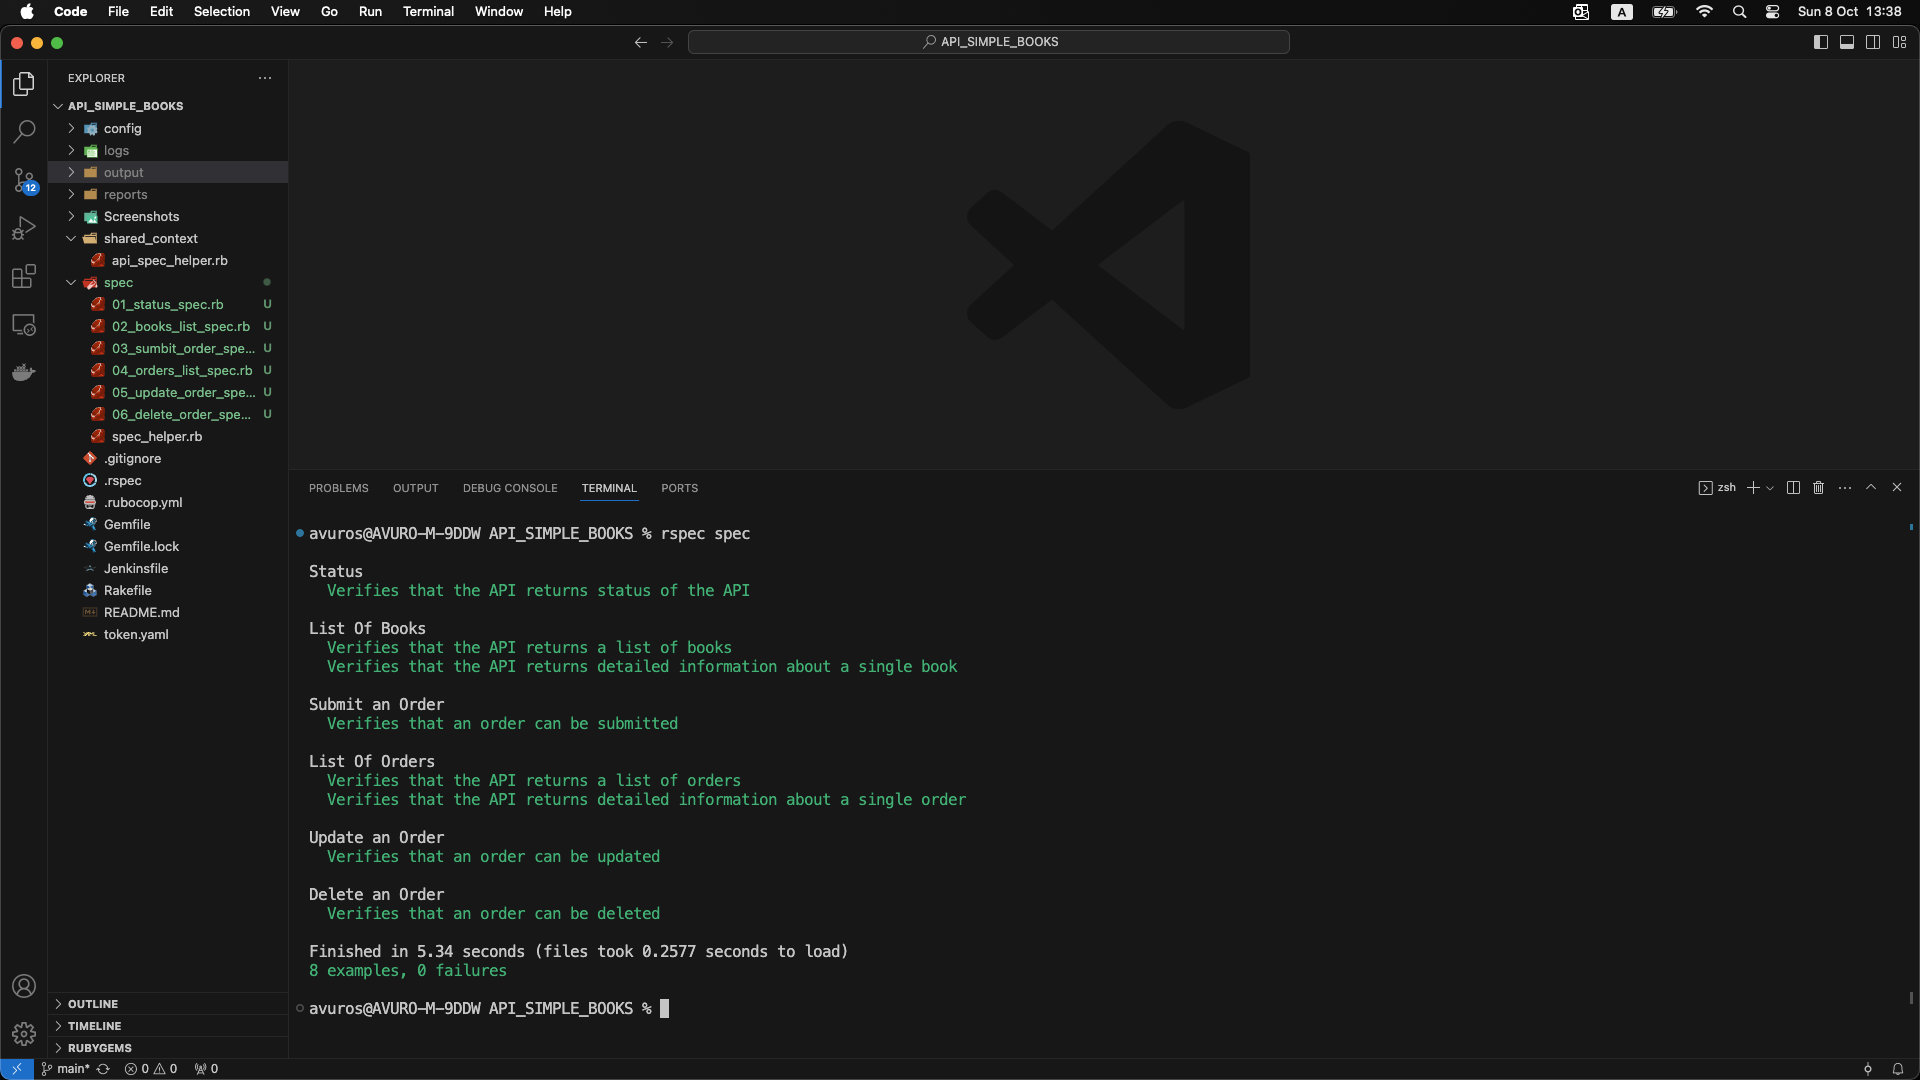 Code File Edit Selection View Go Run Terminal Window Help
A Sun 8 Oct 13:38
API_SIMPLE_BOOKS
EXPLORER
API_SIMPLE_BOOKS
config
logs
output
reports
Screenshots
shared_context
api_spec_helper.rb
spec
01_status_spec.rb U
02_books_list_spec.rb U
03_sumbit_order_spe... U
04_orders_list_spec.rb U
05_update_order_spe... U
06_delete_order_spe... U
spec_helper.rb
.gitignore
.rspec
.rubocop.yml
Gemfile
Gemfile.lock
Jenkinsfile
Rakefile
README.md
token.yaml
12
OUTLINE
TIMELINE
RUBYGEMS
PROBLEMS OUTPUT DEBUG CONSOLE TERMINAL PORTS
zsh
avuros@AVURO-M-9DDW API_SIMPLE_BOOKS % rspec spec
Status
Verifies that the API returns status of the API
List Of Books
Verifies that the API returns a list of books
Verifies that the API returns detailed information about a single book
Submit an Order
Verifies that an order can be submitted
List Of Orders
Verifies that the API returns a list of orders
Verifies that the API returns detailed information about a single order
Update an Order
Verifies that an order can be updated
Delete an Order
Verifies that an order can be deleted
Finished in 5.34 seconds (files took 0.2577 seconds to load)
8 examples, 0 failures
avuros@AVURO-M-9DDW API_SIMPLE_BOOKS %
main* 0 0 0